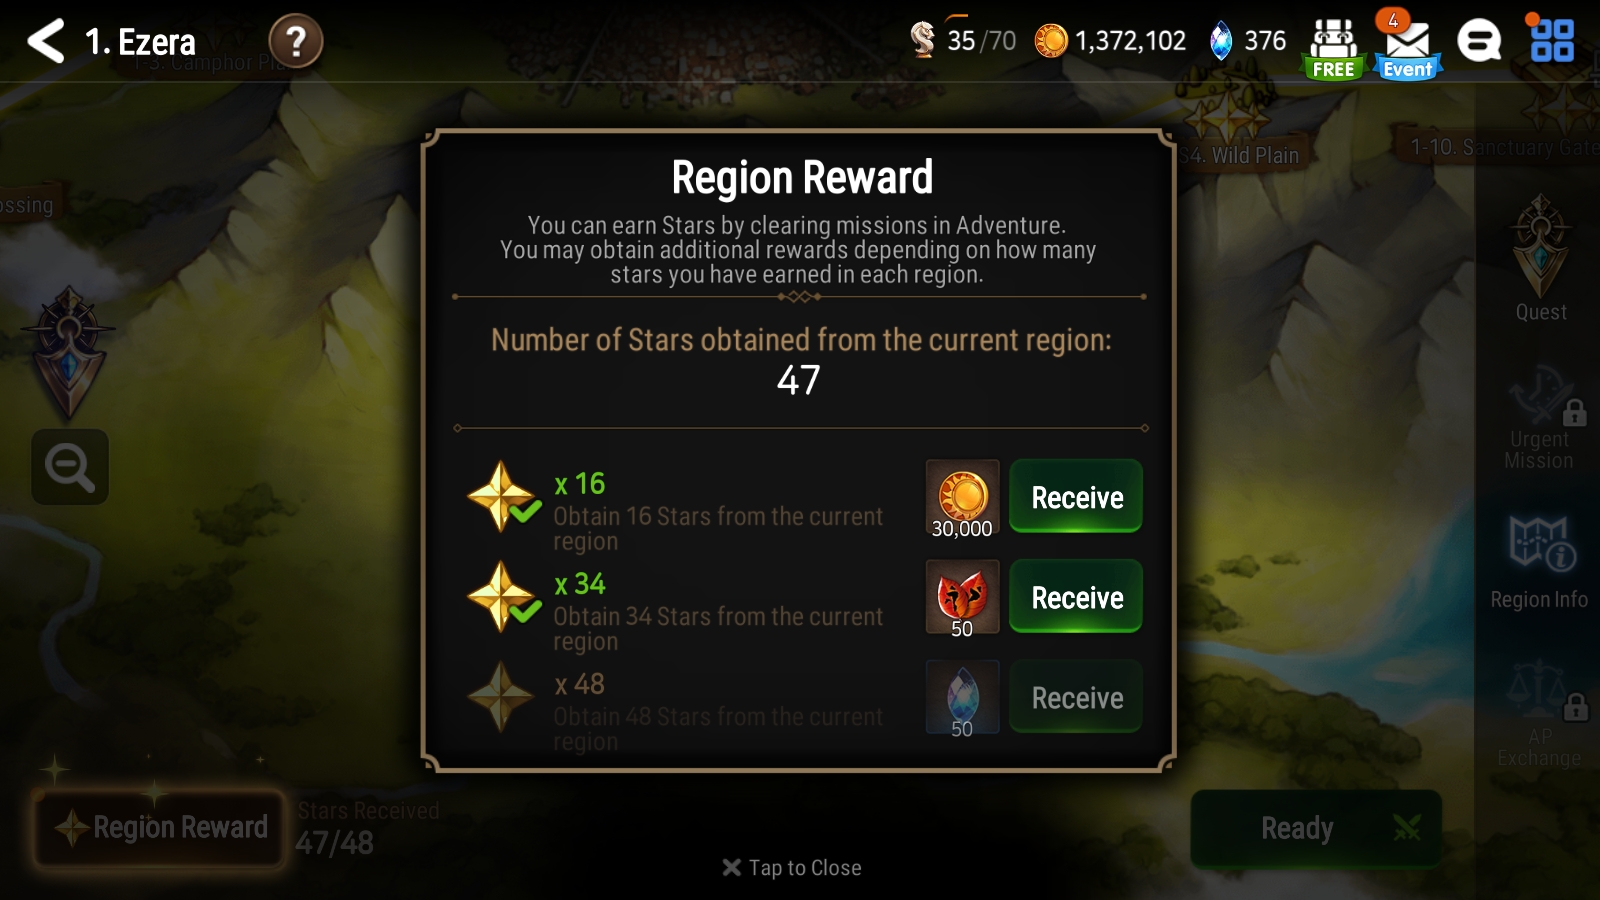 1. Ezera
?
35/70
1,372,102
376
FREE
4
Event
1-3. Camphor Pla
S4. Wild Plain
1-10. Sanctuary Gate
ossing
Region Reward
You can earn Stars by clearing missions in Adventure.
You may obtain additional rewards depending on how many
stars you have earned in each region.
Number of Stars obtained from the current region:
47
x 16
Obtain 16 Stars from the current
region
30,000
Receive
x 34
Obtain 34 Stars from the current
region
50
Receive
x 48
Obtain 48 Stars from the current
region
50
Receive
Quest
Urgent
Mission
Region Info
AP
Exchange
Region Reward
Stars Received
47/48
Ready
Tap to Close